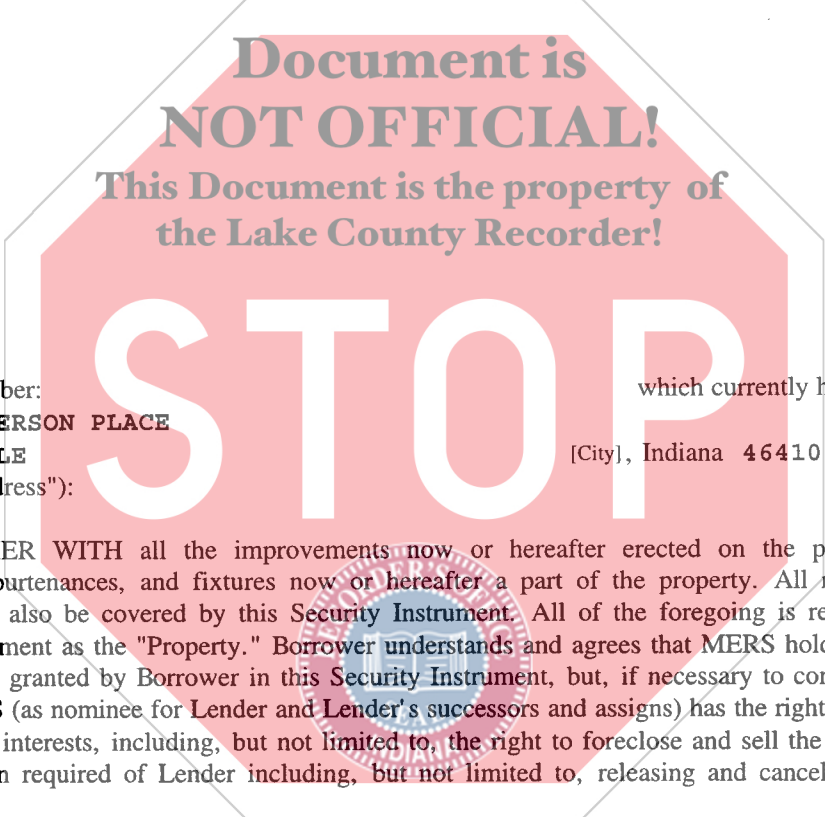 Document is
NOT OFFICIAL!
This Document is the property of
the Lake County Recorder!
STOP
ber: which currently h
ERSON PLACE
LE [City], Indiana 46410
dress"):
ER WITH all the improvements now or hereafter erected on the p
purtenances, and fixtures now or hereafter a part of the property. All r
also be covered by this Security Instrument. All of the foregoing is re
ment as the "Property." Borrower understands and agrees that MERS hold
granted by Borrower in this Security Instrument, but, if necessary to cor
S (as nominee for Lender and Lender's successors and assigns) has the right
interests, including, but not limited to, the right to foreclose and sell the
n required of Lender including, but not limited to, releasing and cancel
RECORDER'S OFFICE
SEAL
INDIANA